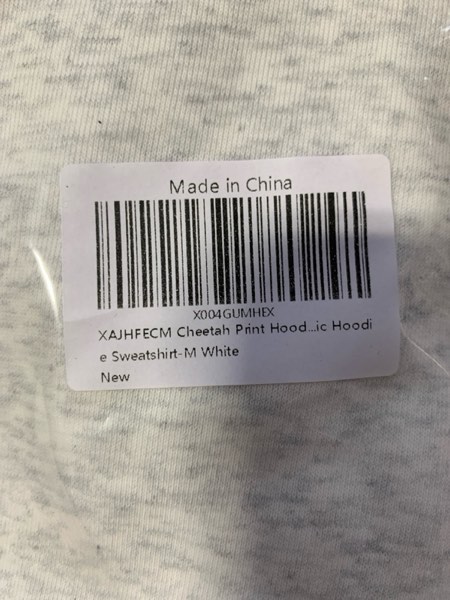 Made in China
X004GUMHEX
XAJHFECM Cheetah Print Hood...ic Hoodi
e Sweatshirt-M White
New